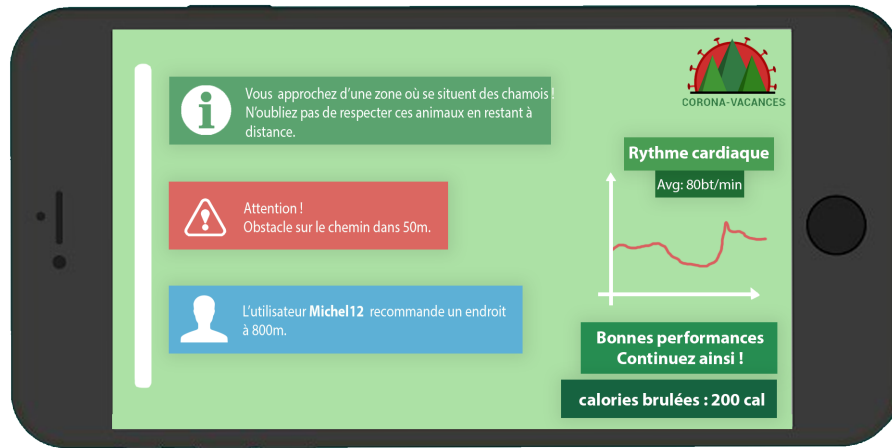 Vous approchez d'une zone où se situent des chamois !
N'oubliez pas de respecter ces animaux en restant à
distance.
Attention !
Obstacle sur le chemin dans 50m.
L'utilisateur Michel12 recommande un endroit
à 800m.
CORONA-VACANCES
Rythme cardiaque
Avg: 80bt/min
Bonnes performances
Continuez ainsi !
calories brulées : 200 cal